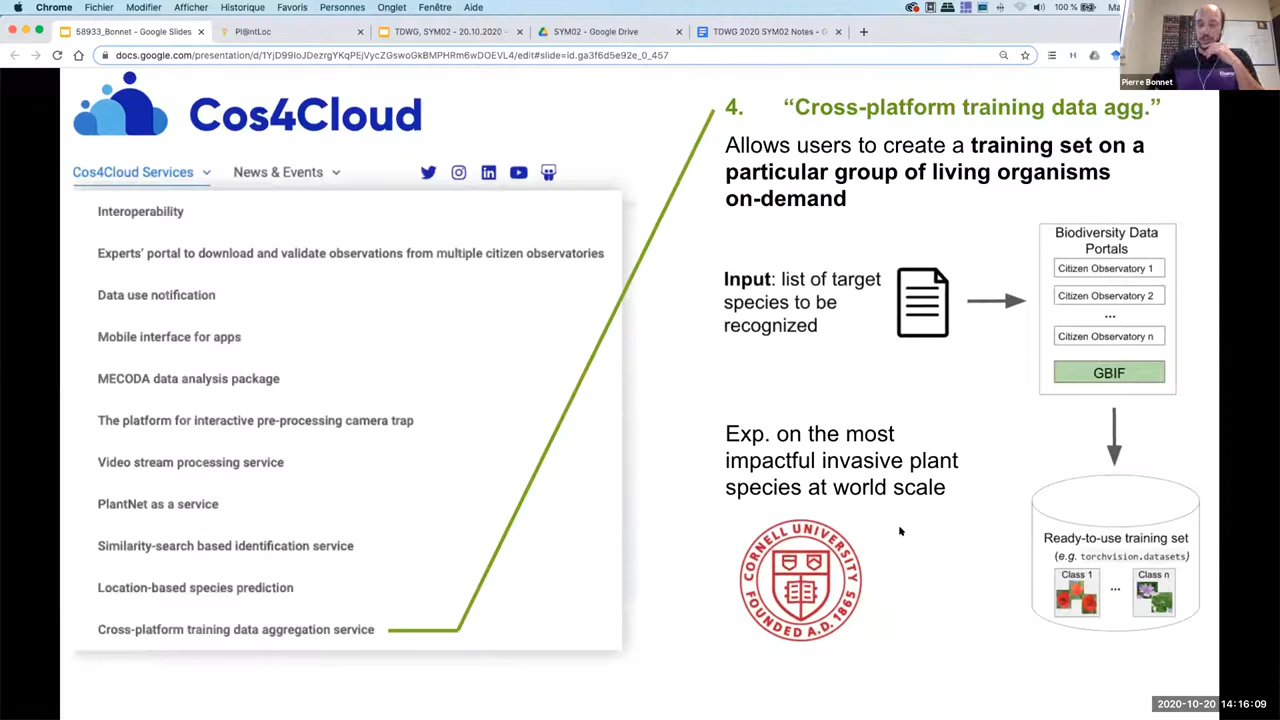 Chrome Fichier Modifier Afficher Historique Favoris Personnes Onglet Fenêtre Aide
100 %
58933_Bonnet - Google Slides
Pl@ntLoc
TDWG, SYM02 - 20.10.2020
SYM02 - Google Drive
TDWG 2020 SYM02 Notes - G
docs.google.com/presentation/d/1YjD99IoJDezrgYKqPEjVycZGswoGkBMPHRm6wDOEVL4/edit#slide=id.ga3f6d5e92e_0_457
Pierre Bonnet
Cos4Cloud
Cos4Cloud Services
News & Events
Interoperability
Experts' portal to download and validate observations from multiple citizen observatories
Data use notification
Mobile interface for apps
MECODA data analysis package
The platform for interactive pre-processing camera trap
Video stream processing service
PlantNet as a service
Similarity-search based identification service
Location-based species prediction
Cross-platform training data aggregation service
4. “Cross-platform training data agg.”
Allows users to create a training set on a
particular group of living organisms
on-demand
Input: list of target
species to be
recognized
Biodiversity Data
Portals
Citizen Observatory 1
Citizen Observatory 2
...
Citizen Observatory n
GBIF
Exp. on the most
impactful invasive plant
species at world scale
CORNELL UNIVERSITY
FOUNDED A.D. 1865
Ready-to-use training set
(e.g. torchvision.datasets)
Class 1
...
Class n
2020-10-20 14:16:09